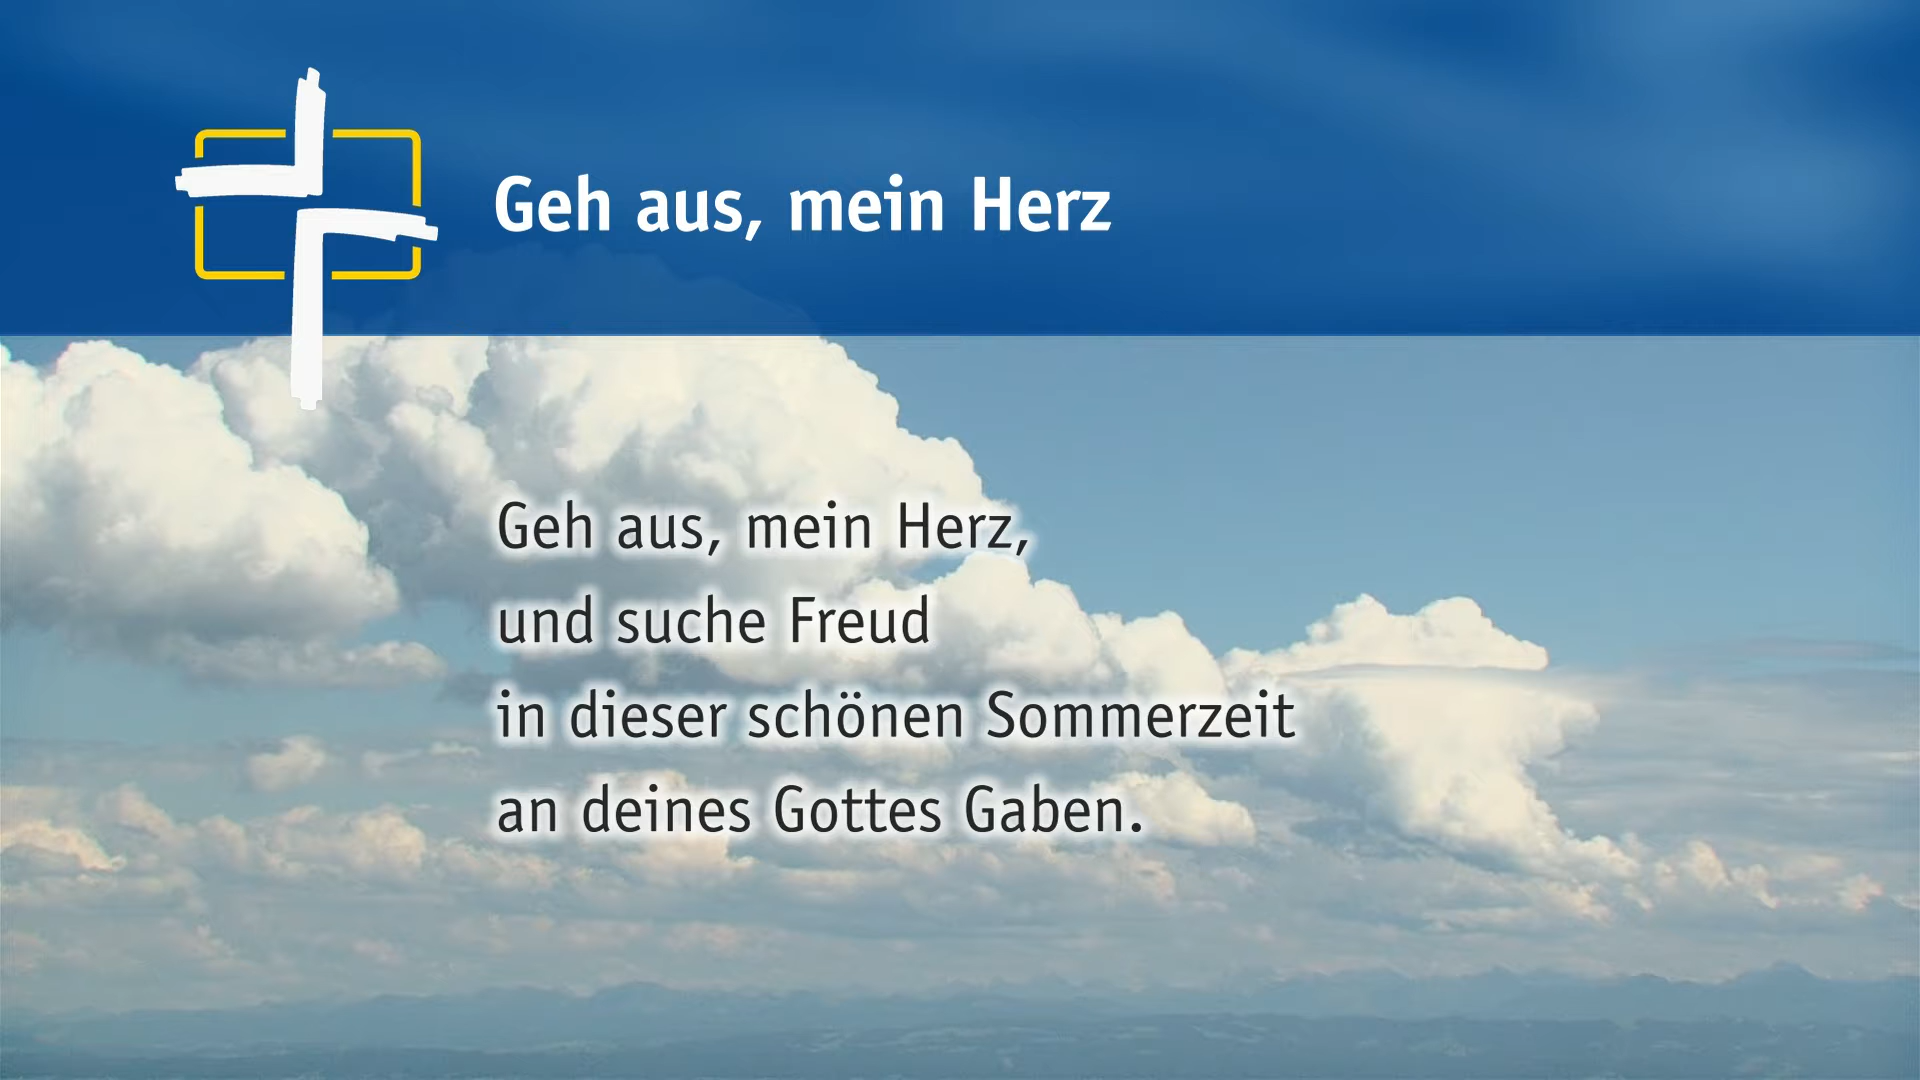 Geh aus, mein Herz
Geh aus, mein Herz,
und suche Freud
in dieser schönen Sommerzeit
an deines Gottes Gaben.